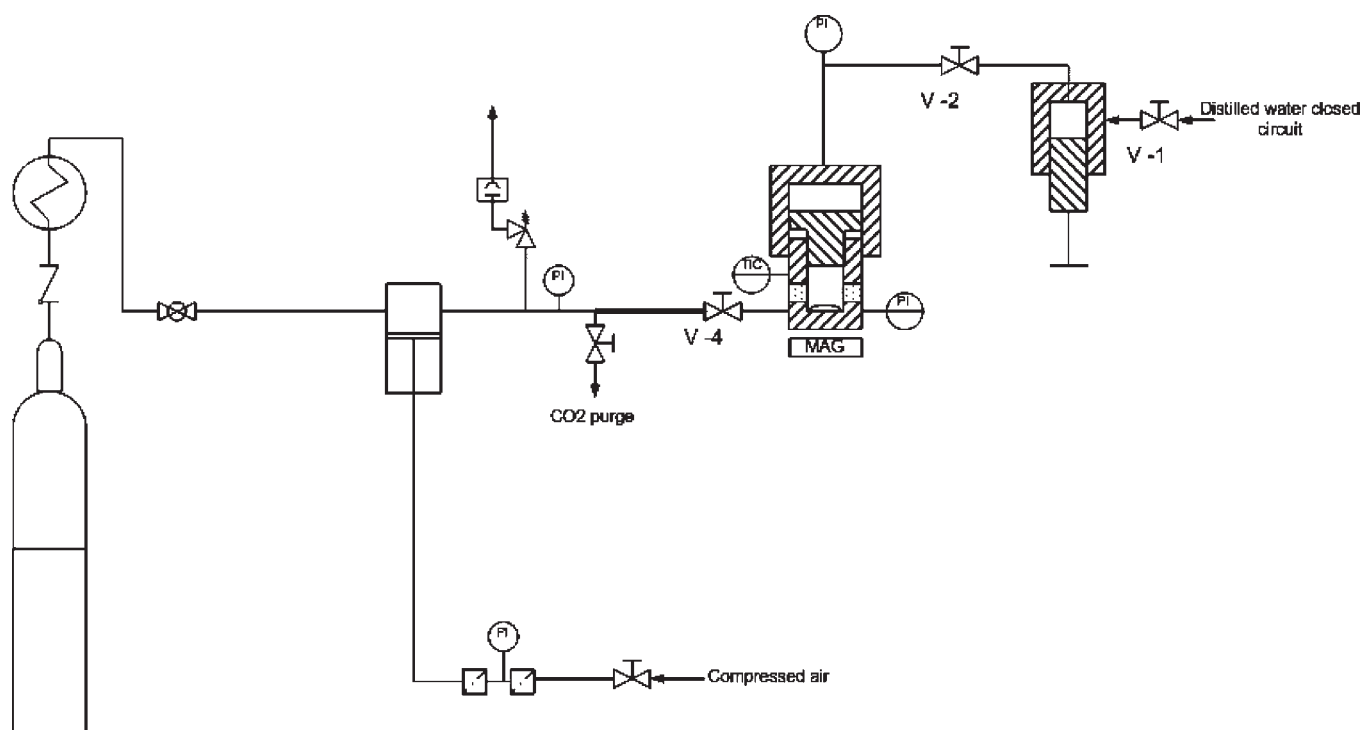 PI
V -2
Distilled water closed
circuit
V -1
TIC
PI
PI
V -4
MAG
CO2 purge
PI
Compressed air